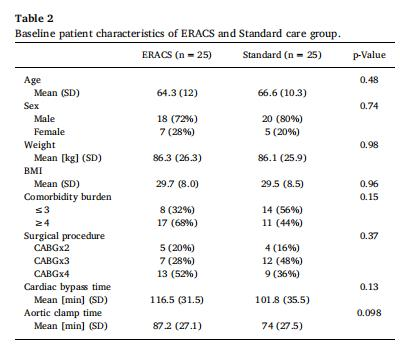 Table 2
Baseline patient characteristics of ERACS and Standard care group.
ERACS (n = 25) Standard (n = 25) p-Value
Age 0.48
Mean (SD) 64.3 (12) 66.6 (10.3)
Sex 0.74
Male 18 (72%) 20 (80%)
Female 7 (28%) 5 (20%)
Weight 0.98
Mean [kg] (SD) 86.3 (26.3) 86.1 (25.9)
BMI
Mean (SD) 29.7 (8.0) 29.5 (8.5) 0.96
Comorbidity burden 0.15
≤ 3 8 (32%) 14 (56%)
≥ 4 17 (68%) 11 (44%)
Surgical procedure 0.37
CABGx2 5 (20%) 4 (16%)
CABGx3 7 (28%) 12 (48%)
CABGx4 13 (52%) 9 (36%)
Cardiac bypass time 0.13
Mean [min] (SD) 116.5 (31.5) 101.8 (35.5)
Aortic clamp time 0.098
Mean [min] (SD) 87.2 (27.1) 74 (27.5)